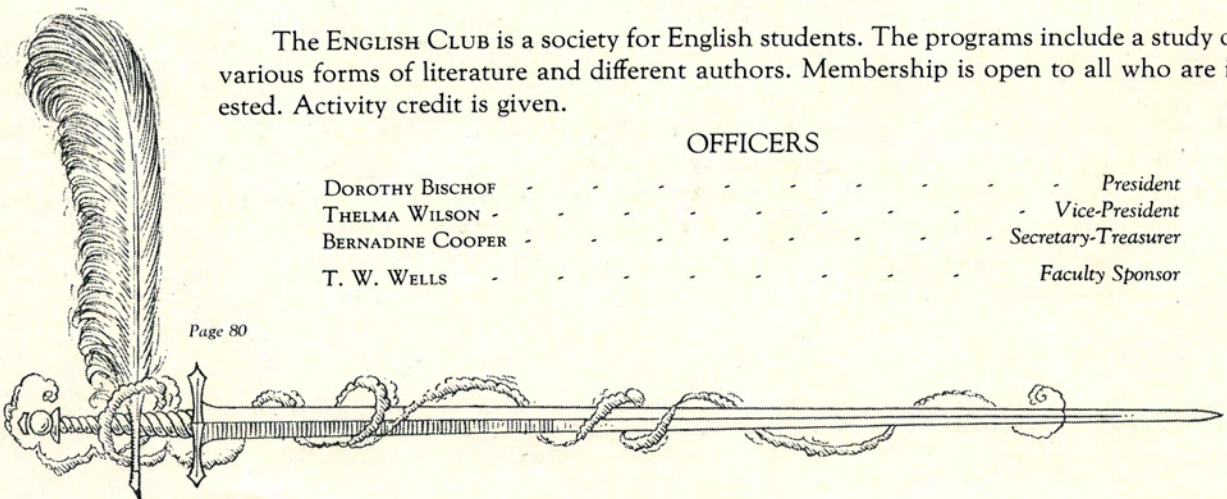 The ENGLISH CLUB is a society for English students. The programs include a study
various forms of literature and different authors. Membership is open to all who are
ested. Activity credit is given.
OFFICERS
DOROTHY BISCHOF - - - - - - - - - President
THELMA WILSON - - - - - - - - - Vice-President
BERNADINE COOPER - - - - - - - - Secretary-Treasurer
T. W. WELLS - - - - - - - - Faculty Sponsor
Page 80